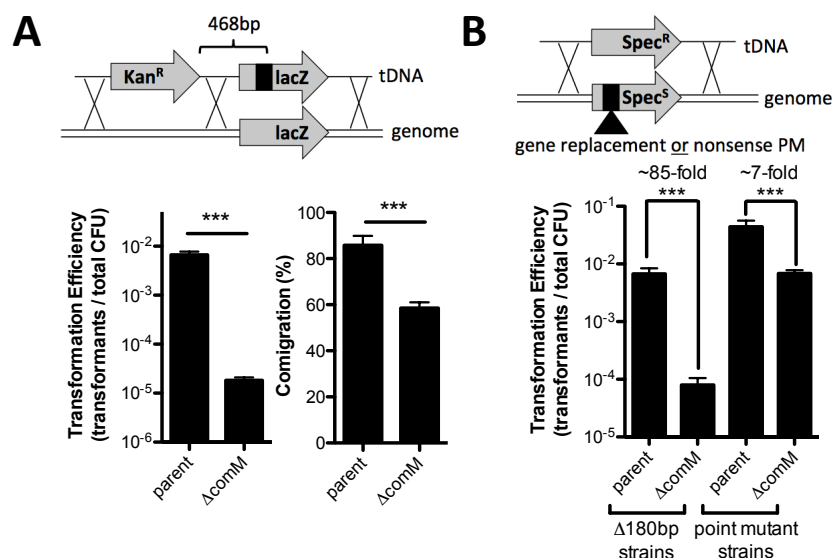 A
468bp
Kan^R
lacZ
tDNA
lacZ
genome
Transformation Efficiency
(transformants / total CFU)
10^-2
10^-3
10^-4
10^-5
10^-6
***
parent
ΔcomM
Comigration (%)
100
80
60
40
20
0
***
parent
ΔcomM
B
Spec^R
tDNA
Spec^S
genome
gene replacement or nonsense PM
~85-fold
~7-fold
***
***
Transformation Efficiency
(transformants / total CFU)
10^-1
10^-2
10^-3
10^-4
10^-5
parent
ΔcomM
parent
ΔcomM
Δ180bp
strains
point mutant
strains